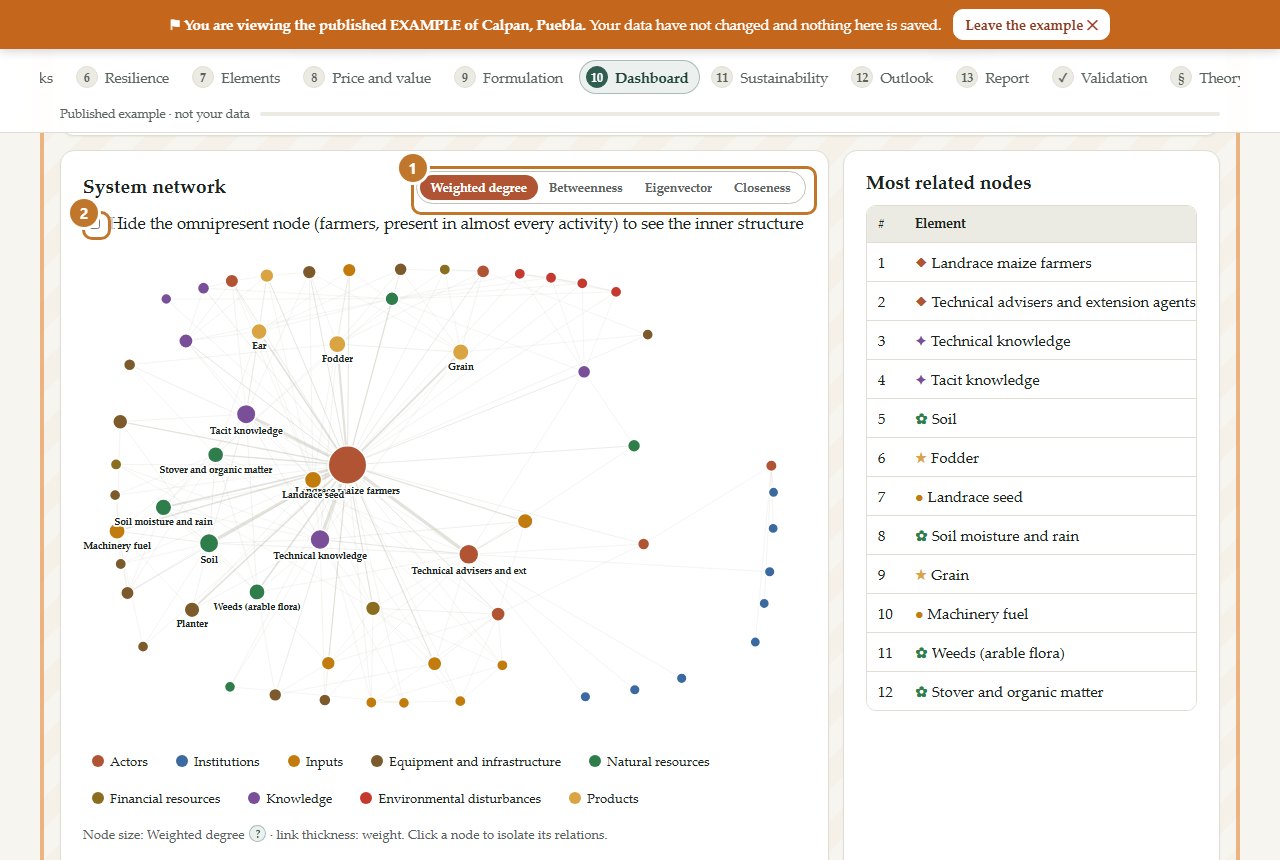 ⚑ You are viewing the published EXAMPLE of Calpan, Puebla. Your data have not changed and nothing here is saved. Leave the example ✕
ks 6 Resilience 7 Elements 8 Price and value 9 Formulation 10 Dashboard 11 Sustainability 12 Outlook 13 Report ✓ Validation § Theory
Published example · not your data
System network
1
Weighted degree Betweenness Eigenvector Closeness
2
Hide the omnipresent node (farmers, present in almost every activity) to see the inner structure
Ear
Fodder
Grain
Tacit knowledge
Stover and organic matter
Landrace maize farmers
Landrace seed
Soil moisture and rain
Machinery fuel
Technical knowledge
Soil
Technical advisers and ext
Weeds (arable flora)
Planter
Actors Institutions Inputs Equipment and infrastructure Natural resources
Financial resources Knowledge Environmental disturbances Products
Node size: Weighted degree ? · link thickness: weight. Click a node to isolate its relations.
Most related nodes
# Element
1 Landrace maize farmers
2 Technical advisers and extension agents
3 Technical knowledge
4 Tacit knowledge
5 Soil
6 Fodder
7 Landrace seed
8 Soil moisture and rain
9 Grain
10 Machinery fuel
11 Weeds (arable flora)
12 Stover and organic matter